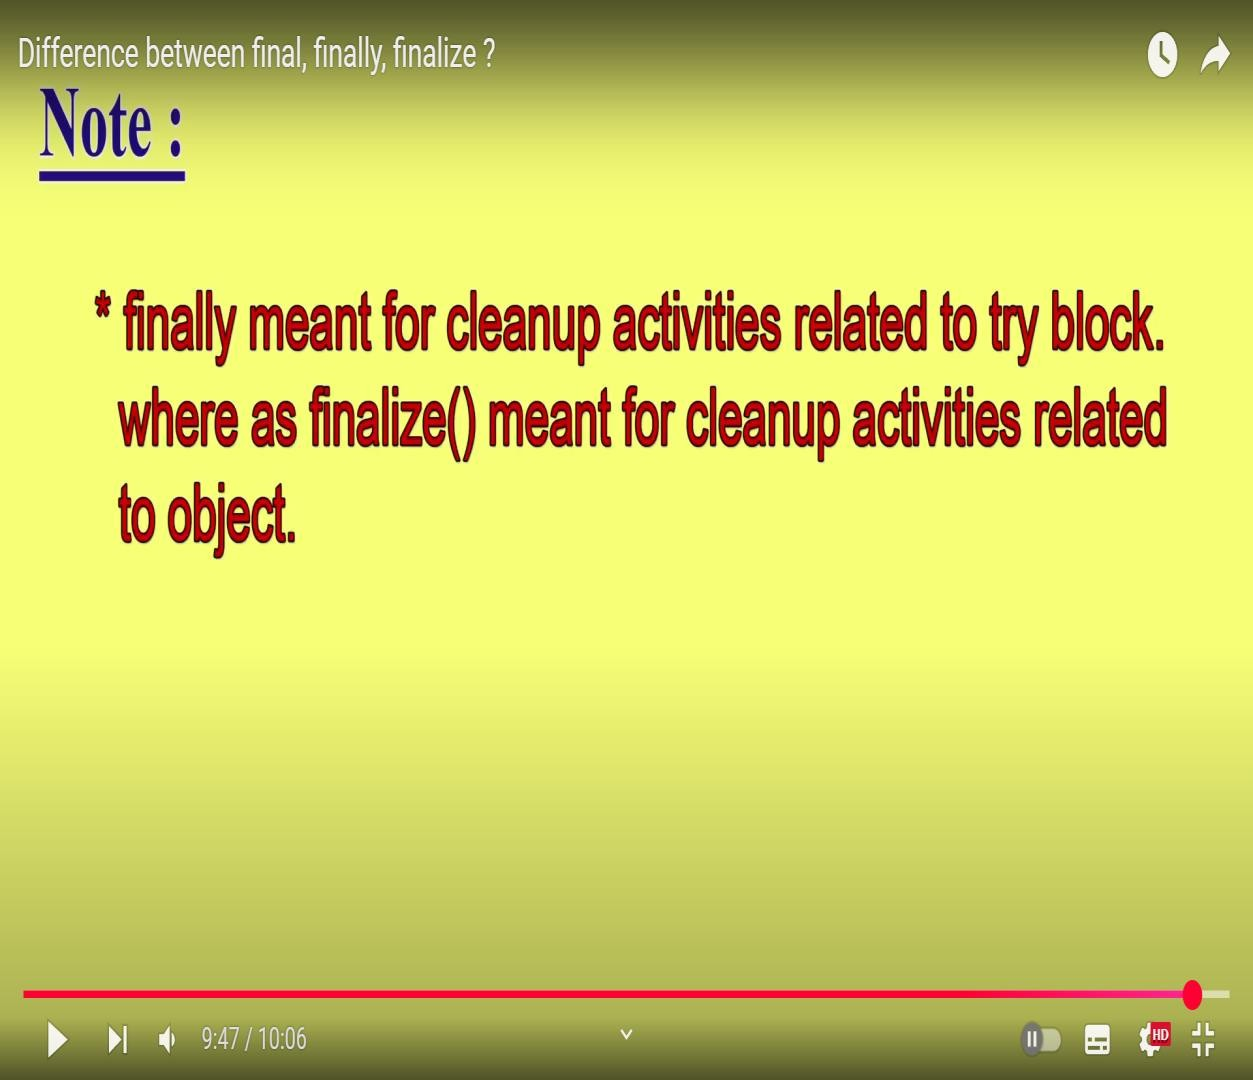 Difference between final, finally, finalize ?
Note :
* finally meant for cleanup activities related to try block.
where as finalize() meant for cleanup activities related
to object.
9:47 / 10:06
HD